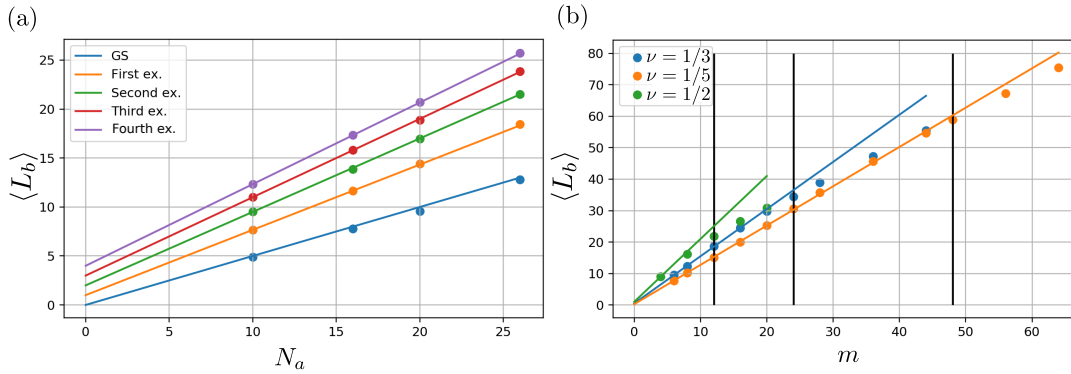 (a)
GS
First ex.
Second ex.
Third ex.
Fourth ex.
25
20
15
10
5
0
⟨L_b⟩
0 5 10 15 20 25
N_a
(b)
ν = 1/3
ν = 1/5
ν = 1/2
80
70
60
50
40
30
20
10
0
⟨L_b⟩
0 10 20 30 40 50 60
m